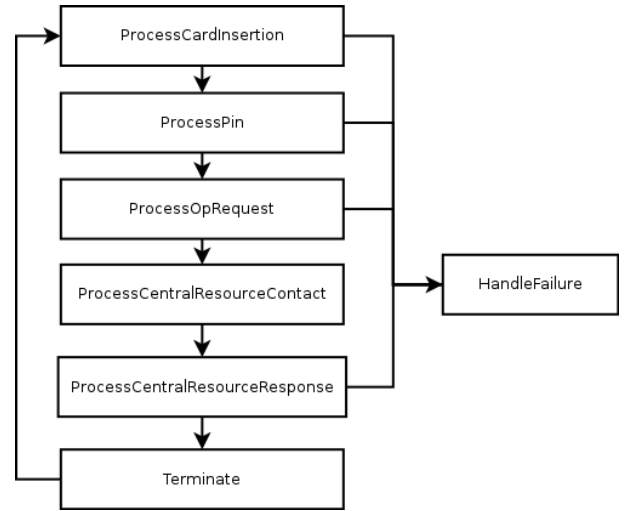 ProcessCardInsertion
ProcessPin
ProcessOpRequest
ProcessCentralResourceContact
HandleFailure
ProcessCentralResourceResponse
Terminate